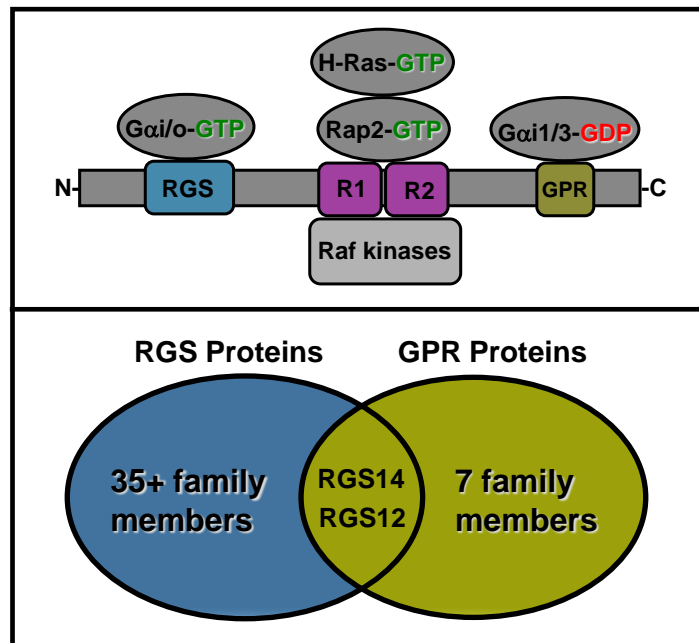 H-Ras-GTP
Gαi/o-GTP
Rap2-GTP
Gαi1/3-GDP
N-
RGS
R1
R2
GPR
-C
Raf kinases
RGS Proteins
GPR Proteins
35+ family
members
RGS14
RGS12
7 family
members